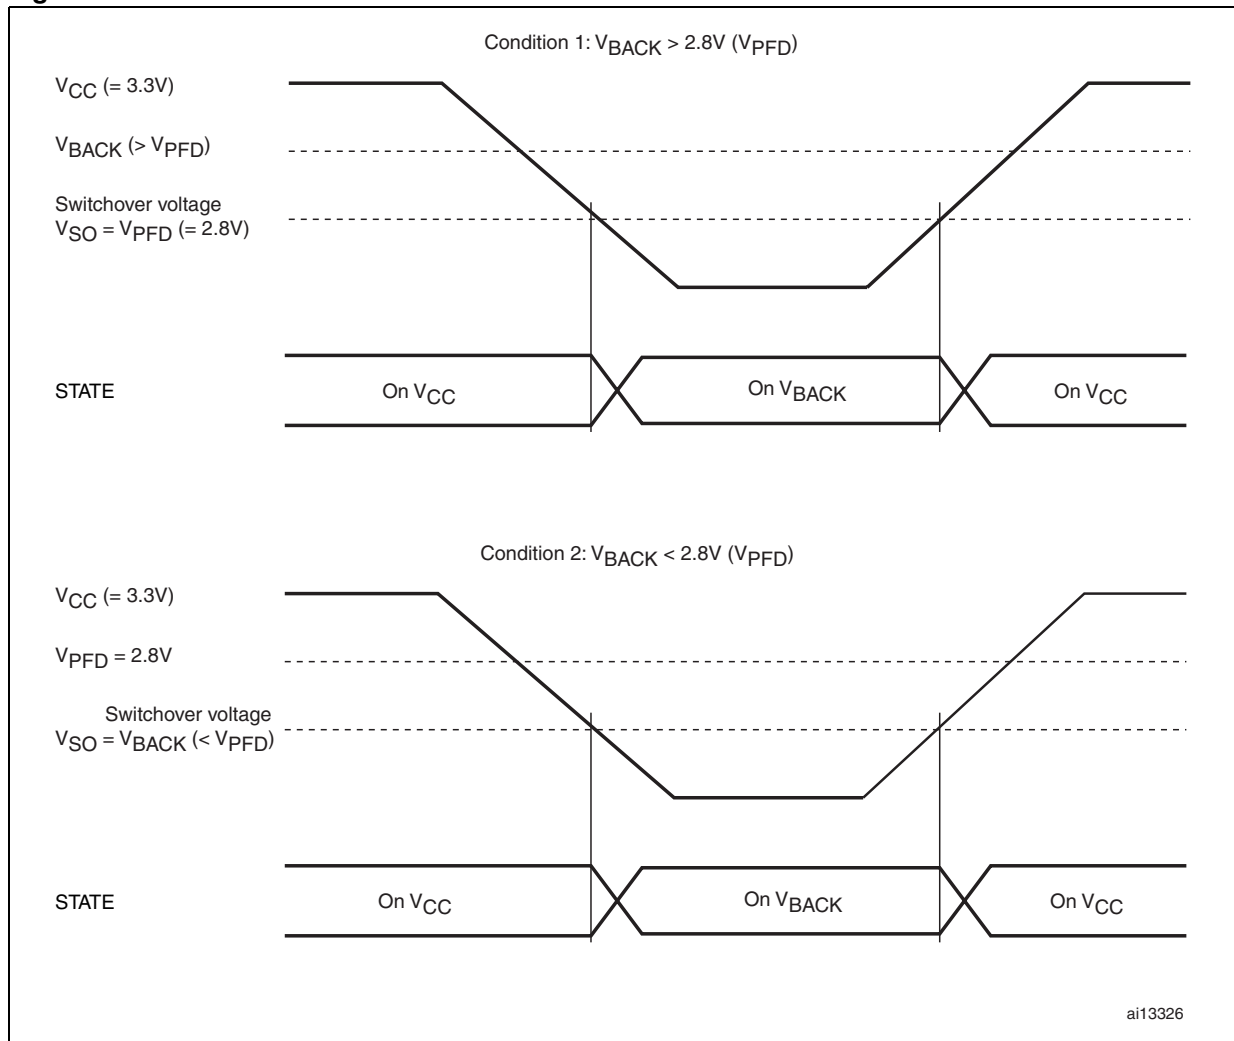 Condition 1: VBACK > 2.8V (VPFD)
VCC (= 3.3V)
VBACK (> VPFD)
Switchover voltage
VSO = VPFD (= 2.8V)
STATE
On VCC
On VBACK
On VCC
Condition 2: VBACK < 2.8V (VPFD)
VCC (= 3.3V)
VPFD = 2.8V
Switchover voltage
VSO = VBACK (< VPFD)
STATE
On VCC
On VBACK
On VCC
ai13326